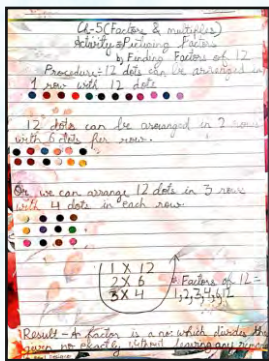 Ch-5 (Factors & multiples)
Activity = Picturing Factors
b) Finding Factors of 12
Procedure:- 12 dots can be arranged in
1 row with 12 dots
12 dots can be arranged in 2 rows
with 6 dots per row.
Or, we can arrange 12 dots in 3 rows
with 4 dots in each row.
1 X 12
2 X 6
3 X 4
Factors of 12 =
1, 2, 3, 4, 6, 12
Result - A factor is a no. which divides the
given no. exactly without leaving any